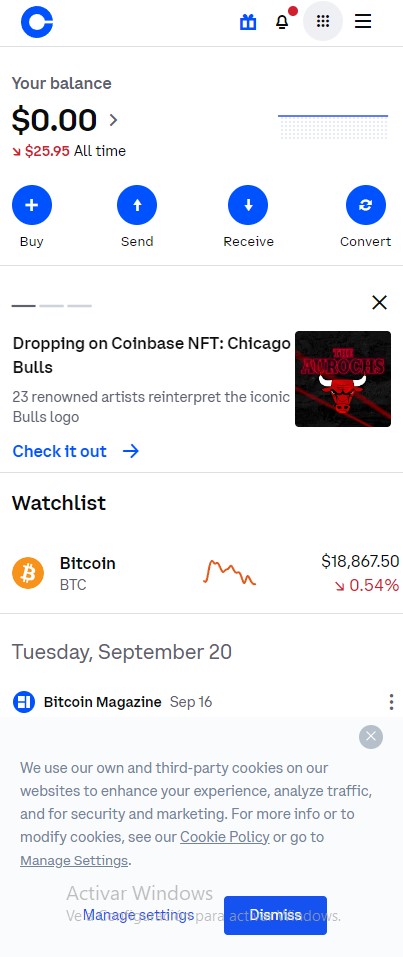 Your balance
$0.00
$25.95 All time
Buy Send Receive Convert
Dropping on Coinbase NFT: Chicago
Bulls
23 renowned artists reinterpret the iconic
Bulls logo
THE
AUROCHS
Check it out
Watchlist
Bitcoin $18,867.50
BTC 0.54%
Tuesday, September 20
Bitcoin Magazine Sep 16
We use our own and third-party cookies on our
websites to enhance your experience, analyze traffic,
and for security and marketing. For more info or to
modify cookies, see our Cookie Policy or go to
Manage Settings.
Activar Windows
Manage settings Dismiss
para activar Windows.